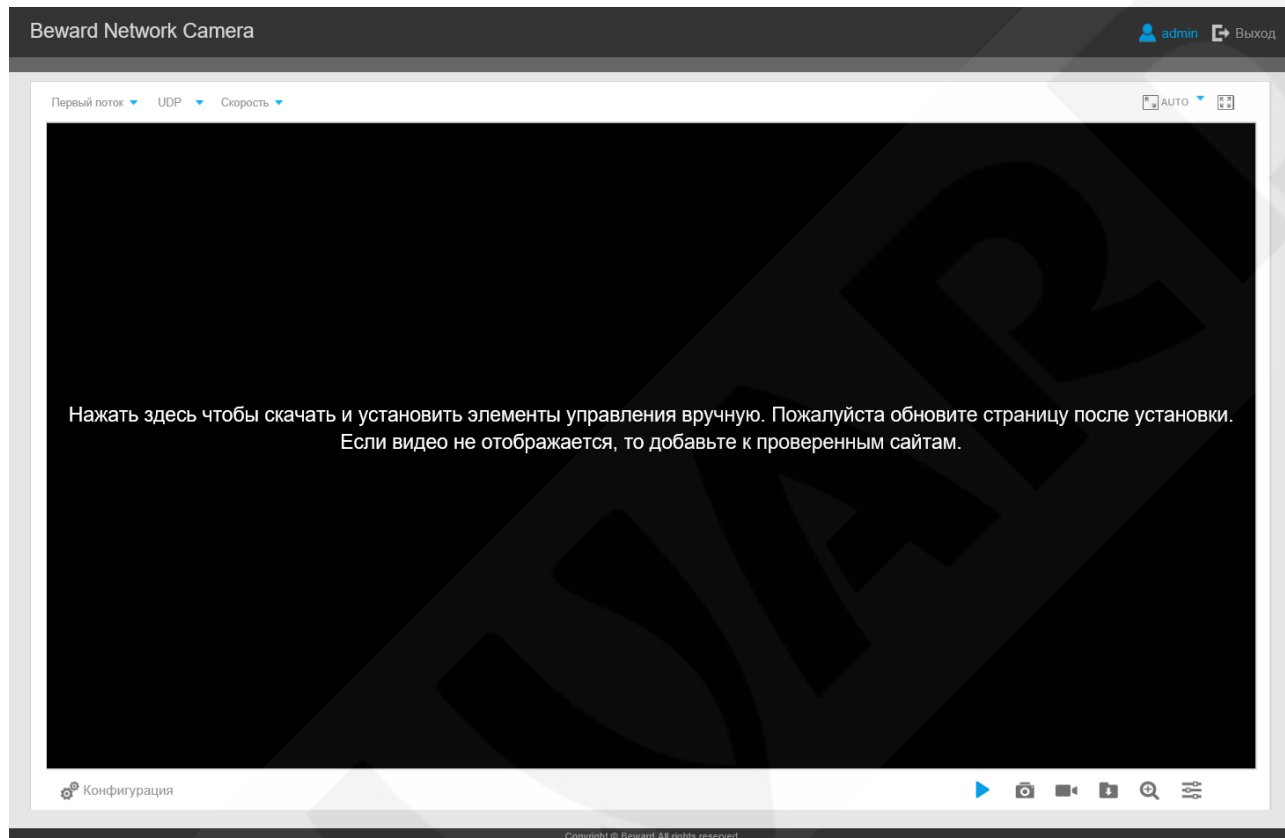 Beward Network Camera
admin Выход
Первый поток UDP Скорость AUTO
Нажать здесь чтобы скачать и установить элементы управления вручную. Пожалуйста обновите страницу после установки.
Если видео не отображается, то добавьте к проверенным сайтам.
Конфигурация
Copyright © Beward All rights reserved